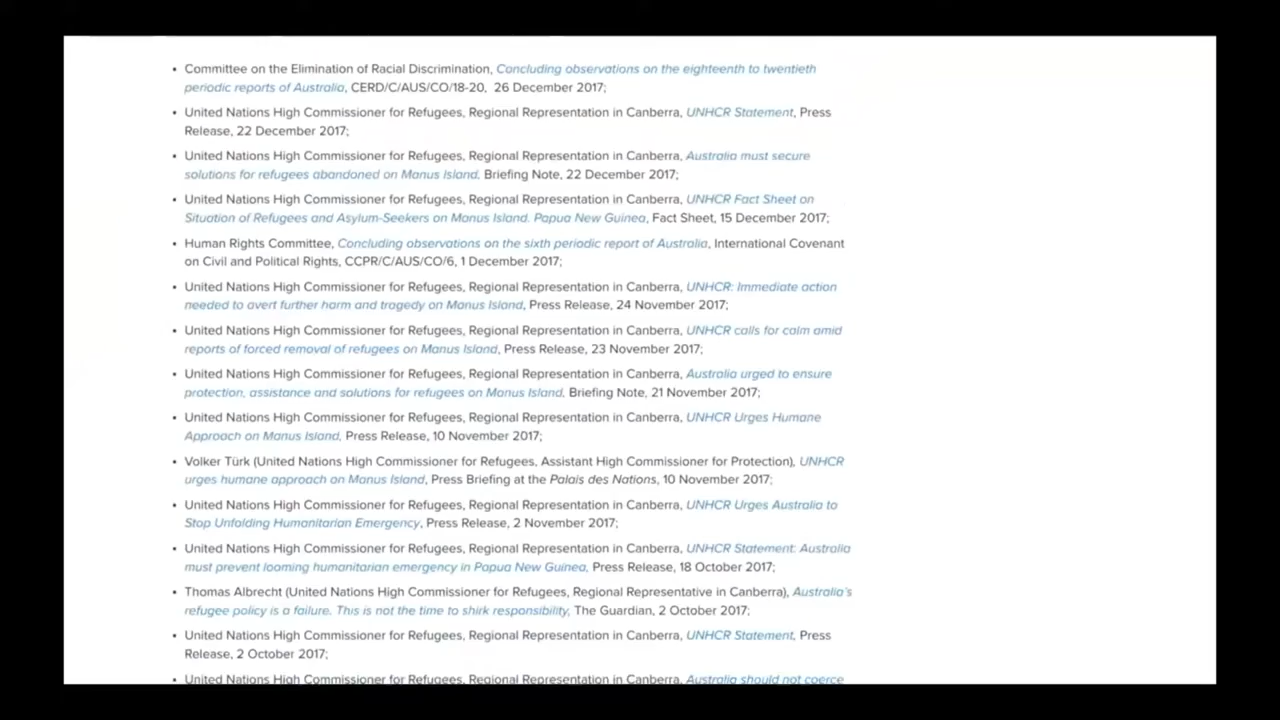 • Committee on the Elimination of Racial Discrimination, Concluding observations on the eighteenth to twentieth
periodic reports of Australia, CERD/C/AUS/CO/18-20, 26 December 2017;
• United Nations High Commissioner for Refugees, Regional Representation in Canberra, UNHCR Statement, Press
Release, 22 December 2017;
• United Nations High Commissioner for Refugees, Regional Representation in Canberra, Australia must secure
solutions for refugees abandoned on Manus Island, Briefing Note, 22 December 2017;
• United Nations High Commissioner for Refugees, Regional Representation in Canberra, UNHCR Fact Sheet on
Situation of Refugees and Asylum-Seekers on Manus Island. Papua New Guinea, Fact Sheet, 15 December 2017;
• Human Rights Committee, Concluding observations on the sixth periodic report of Australia, International Covenant
on Civil and Political Rights, CCPR/C/AUS/CO/6, 1 December 2017;
• United Nations High Commissioner for Refugees, Regional Representation in Canberra, UNHCR: Immediate action
needed to avert further harm and tragedy on Manus Island, Press Release, 24 November 2017;
• United Nations High Commissioner for Refugees, Regional Representation in Canberra, UNHCR calls for calm amid
reports of forced removal of refugees on Manus Island, Press Release, 23 November 2017;
• United Nations High Commissioner for Refugees, Regional Representation in Canberra, Australia urged to ensure
protection, assistance and solutions for refugees on Manus Island, Briefing Note, 21 November 2017;
• United Nations High Commissioner for Refugees, Regional Representation in Canberra, UNHCR Urges Humane
Approach on Manus Island, Press Release, 10 November 2017;
• Volker Türk (United Nations High Commissioner for Refugees, Assistant High Commissioner for Protection), UNHCR
urges humane approach on Manus Island, Press Briefing at the Palais des Nations, 10 November 2017;
• United Nations High Commissioner for Refugees, Regional Representation in Canberra, UNHCR Urges Australia to
Stop Unfolding Humanitarian Emergency, Press Release, 2 November 2017;
• United Nations High Commissioner for Refugees, Regional Representation in Canberra, UNHCR Statement: Australia
must prevent looming humanitarian emergency in Papua New Guinea, Press Release, 18 October 2017;
• Thomas Albrecht (United Nations High Commissioner for Refugees, Regional Representative in Canberra), Australia's
refugee policy is a failure. This is not the time to shirk responsibility, The Guardian, 2 October 2017;
• United Nations High Commissioner for Refugees, Regional Representation in Canberra, UNHCR Statement, Press
Release, 2 October 2017;
• United Nations High Commissioner for Refugees, Regional Representation in Canberra, Australia should not coerce